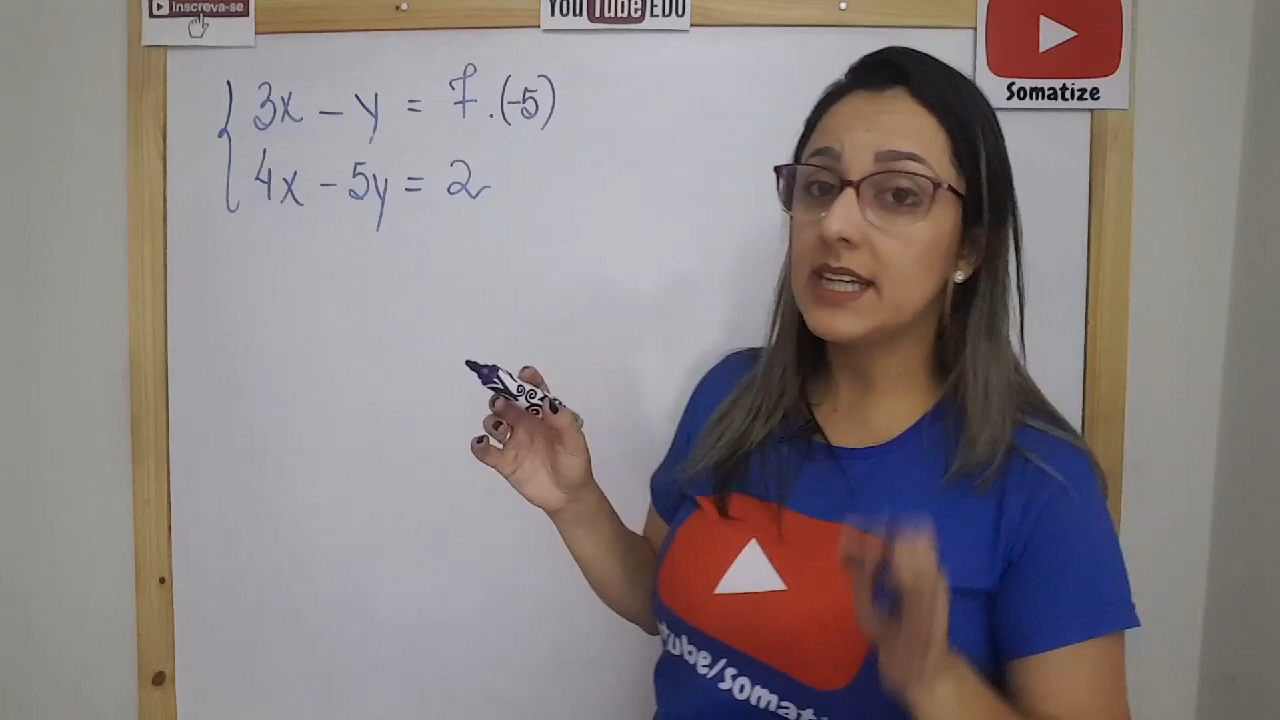 Inscreva-se
YouTube EDU
Somatize
3x - y = 7 .(-5)
4x - 5y = 2